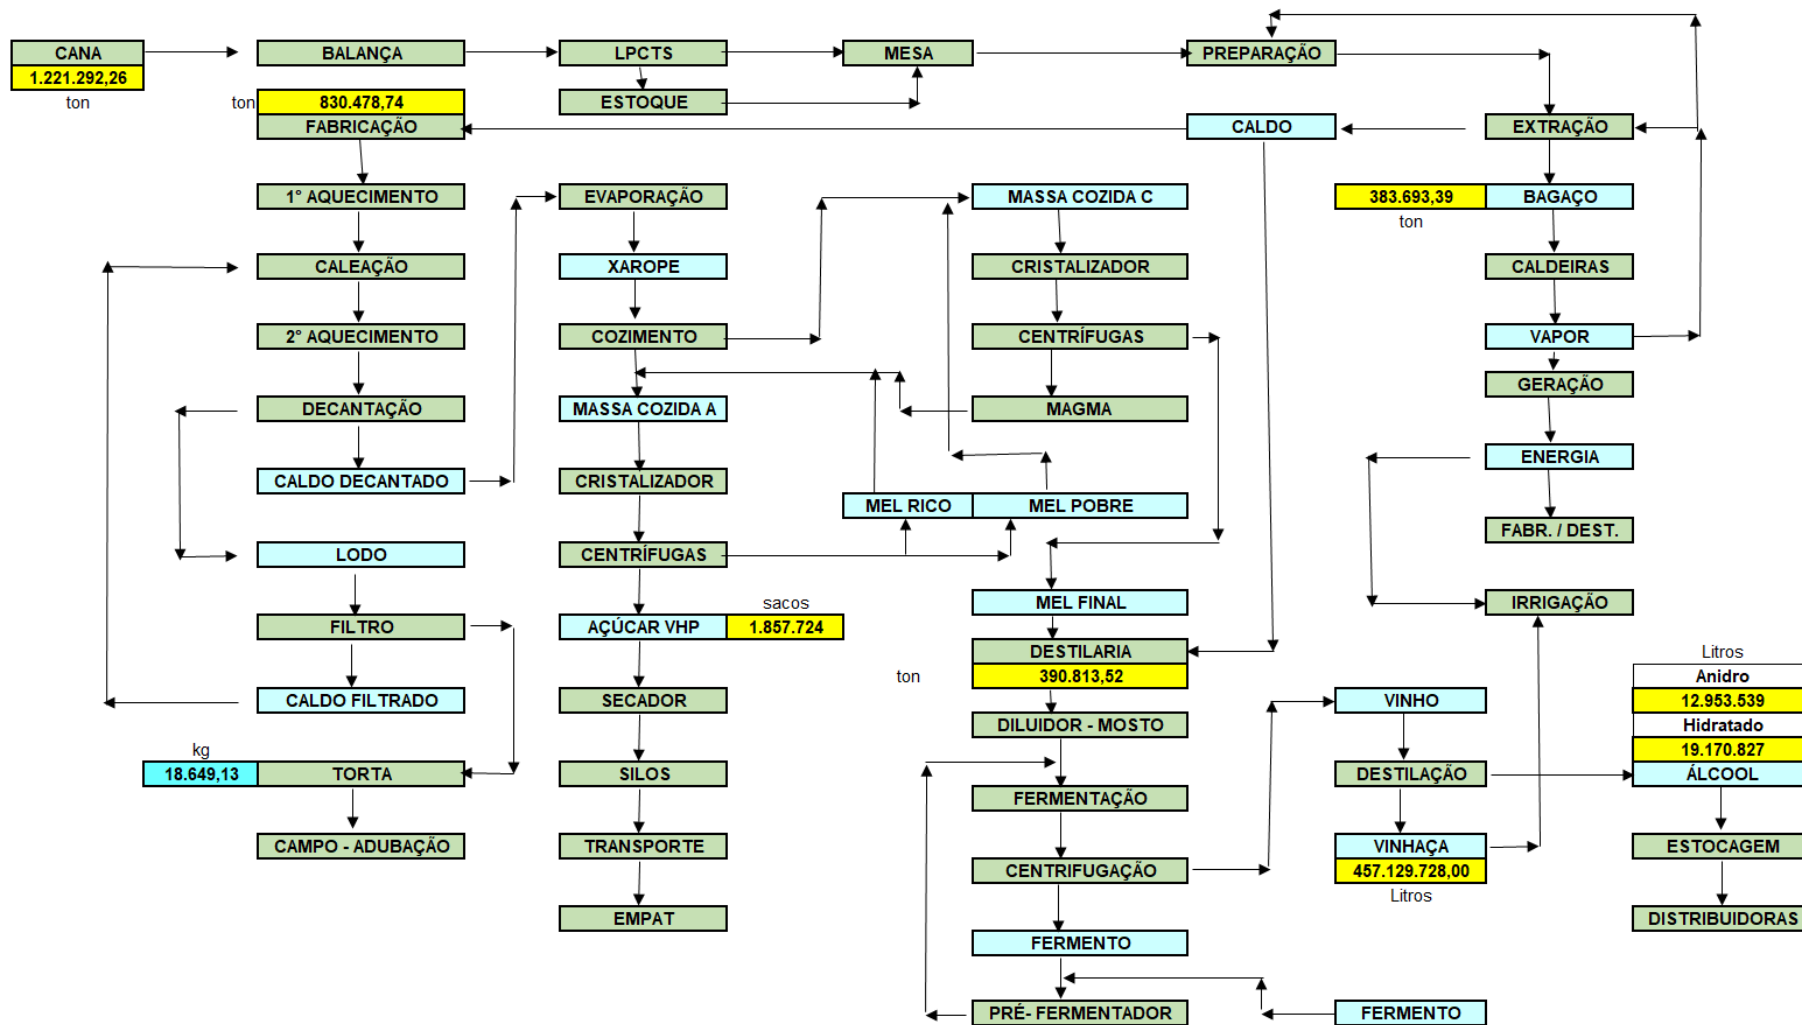 CANA
BALANÇA
LPCTS
MESA
PREPARAÇÃO
1.221.292,26
ton
ton
830.478,74
ESTOQUE
FABRICAÇÃO
CALDO
EXTRAÇÃO
1° AQUECIMENTO
EVAPORAÇÃO
MASSA COZIDA C
383.693,39
BAGAÇO
ton
CALEAÇÃO
XAROPE
CRISTALIZADOR
CALDEIRAS
2° AQUECIMENTO
COZIMENTO
CENTRÍFUGAS
VAPOR
GERAÇÃO
DECANTAÇÃO
MASSA COZIDA A
MAGMA
ENERGIA
CALDO DECANTADO
CRISTALIZADOR
MEL RICO
MEL POBRE
FABR. / DEST.
LODO
CENTRÍFUGAS
sacos
MEL FINAL
IRRIGAÇÃO
FILTRO
AÇÚCAR VHP
1.857.724
DESTILARIA
Litros
ton
390.813,52
Anidro
CALDO FILTRADO
SECADOR
VINHO
12.953.539
DILUIDOR - MOSTO
Hidratado
kg
19.170.827
18.649,13
TORTA
SILOS
DESTILAÇÃO
ÁLCOOL
FERMENTAÇÃO
CAMPO - ADUBAÇÃO
TRANSPORTE
VINHAÇA
ESTOCAGEM
CENTRIFUGAÇÃO
457.129.728,00
Litros
EMPAT
DISTRIBUIDORAS
FERMENTO
PRÉ- FERMENTADOR
FERMENTO